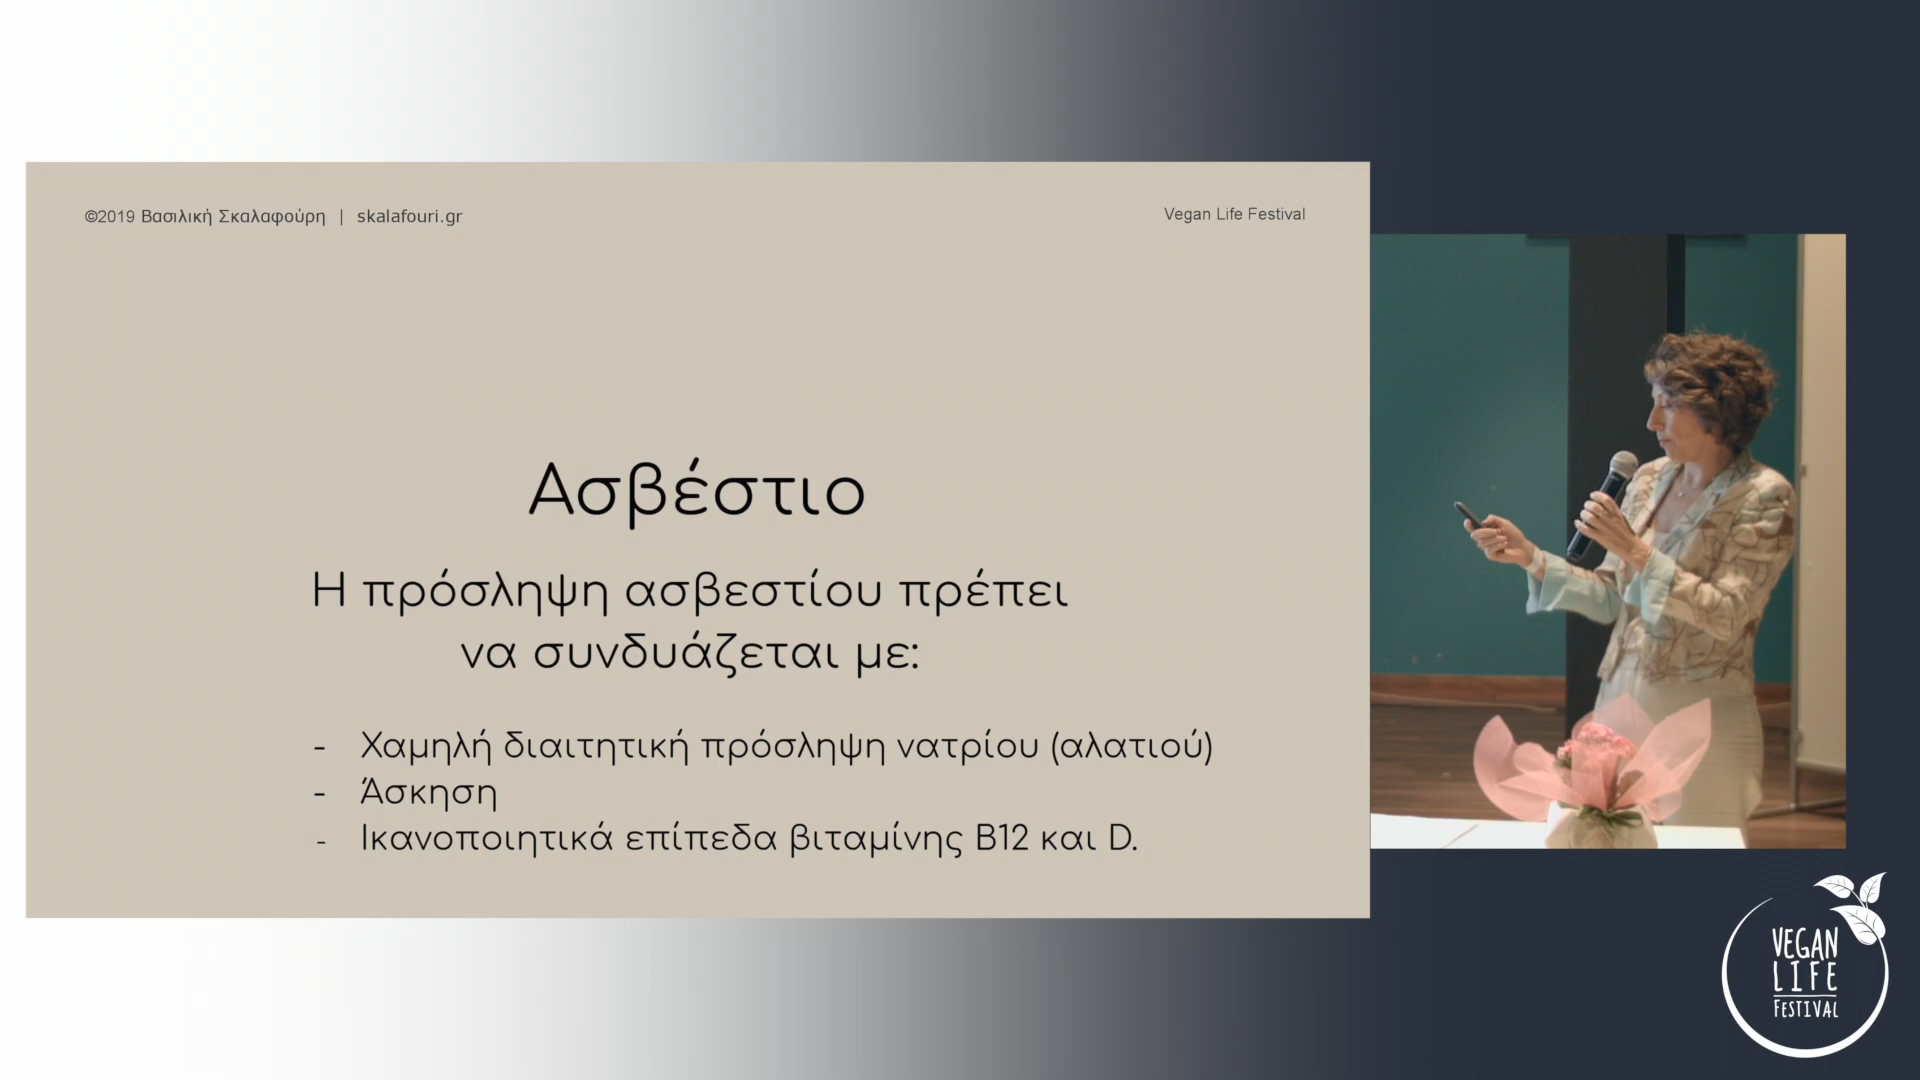 ©2019 Βασιλική Σκαλαφούρη | skalafouri.gr
Vegan Life Festival
Ασβέστιο
Η πρόσληψη ασβεστίου πρέπει
να συνδυάζεται με:
- Χαμηλή διαιτητική πρόσληψη νατρίου (αλατιού)
- Άσκηση
- Ικανοποιητικά επίπεδα βιταμίνης Β12 και D.
VEGAN
LIFE
FESTIVAL